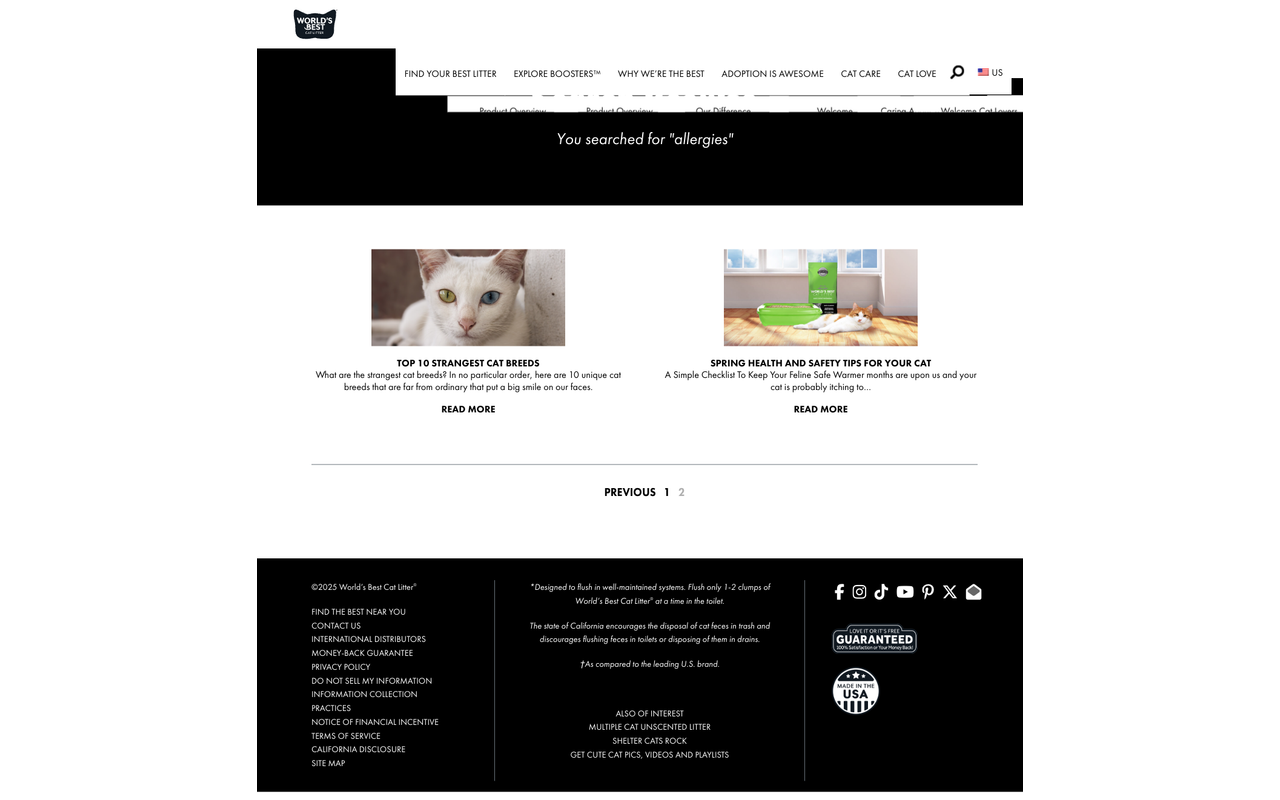 WORLD'S
BEST
CAT LITTER
FIND YOUR BEST LITTER EXPLORE BOOSTERS™ WHY WE'RE THE BEST ADOPTION IS AWESOME CAT CARE CAT LOVE US
Product Overview Product Overview Our Difference Welcome Caring A Welcome Cat Lovers
You searched for "allergies"
TOP 10 STRANGEST CAT BREEDS
What are the strangest cat breeds? In no particular order, here are 10 unique cat
breeds that are far from ordinary that put a big smile on our faces.
READ MORE
SPRING HEALTH AND SAFETY TIPS FOR YOUR CAT
A Simple Checklist To Keep Your Feline Safe Warmer months are upon us and your
cat is probably itching to...
READ MORE
PREVIOUS 1 2
©2025 World's Best Cat Litter®
FIND THE BEST NEAR YOU
CONTACT US
INTERNATIONAL DISTRIBUTORS
MONEY-BACK GUARANTEE
PRIVACY POLICY
DO NOT SELL MY INFORMATION
INFORMATION COLLECTION
PRACTICES
NOTICE OF FINANCIAL INCENTIVE
TERMS OF SERVICE
CALIFORNIA DISCLOSURE
SITE MAP
*Designed to flush in well-maintained systems. Flush only 1-2 clumps of
World's Best Cat Litter® at a time in the toilet.
The state of California encourages the disposal of cat feces in trash and
discourages flushing feces in toilets or disposing of them in drains.
†As compared to the leading U.S. brand.
ALSO OF INTEREST
MULTIPLE CAT UNSCENTED LITTER
SHELTER CATS ROCK
GET CUTE CAT PICS, VIDEOS AND PLAYLISTS
LOVE IT OR IT'S FREE
GUARANTEED
100% Satisfaction or Your Money Back!
MADE IN THE
USA